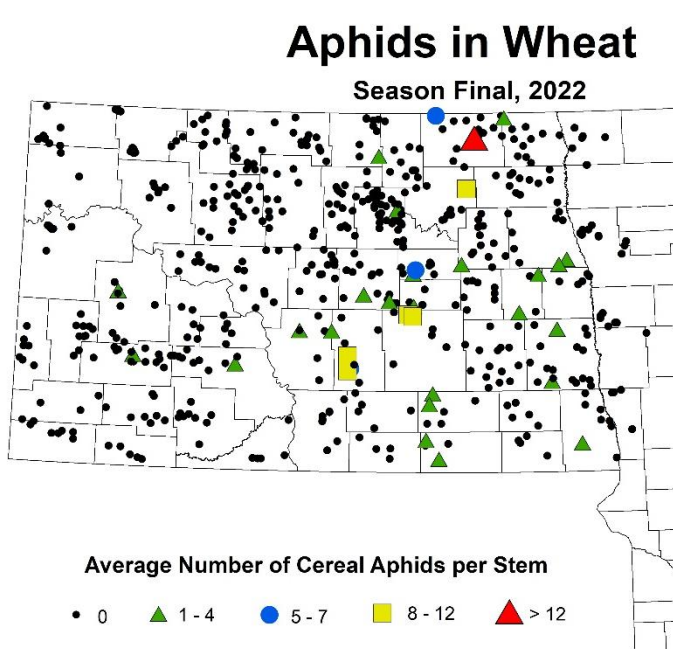 Aphids in Wheat
Season Final, 2022
Average Number of Cereal Aphids per Stem
0 1 - 4 5 - 7 8 - 12 > 12